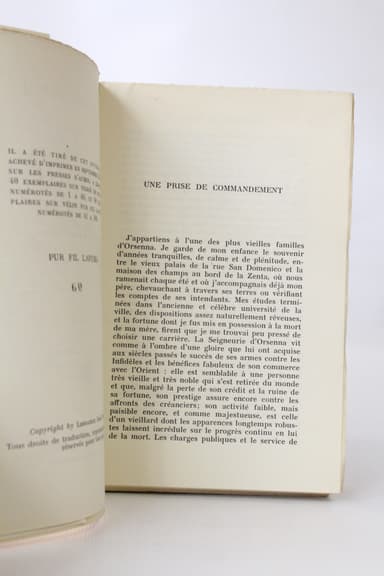 IL A ÉTÉ TIRÉ DE CET
ACHEVÉ D'IMPRIMER EN
SUR LES PRESSES
40 EXEMPLAIRES SUR
NUMÉROTÉS DE 1 A 40,
PLAIRES SUR VÉLIN
NUMÉROTÉS DE
PUR FIL
60
Copyright by
Tous droits de traduction,
réservés pour
UNE PRISE DE COMMANDEMENT
J'appartiens à l'une des plus vieilles familles
d'Orsenna. Je garde de mon enfance le souvenir
d'années tranquilles, de calme et de plénitude, en-
tre le vieux palais de la rue San Domenico et la
maison des champs au bord de la Zenta, où nous
ramenait chaque été et où j'accompagnais déjà mon
père, chevauchant à travers ses terres ou vérifiant
les comptes de ses intendants. Mes études termi-
nées dans l'ancienne et célèbre université de la
ville, des dispositions assez naturellement rêveuses,
et la fortune dont je fus mis en possession à la mort
de ma mère, firent que je me trouvai peu pressé de
choisir une carrière. La Seigneurie d'Orsenna vit
comme à l'ombre d'une gloire que lui ont acquise
aux siècles passés le succès de ses armes contre les
Infidèles et les bénéfices fabuleux de son commerce
avec l'Orient : elle est semblable à une personne
très vieille et très noble qui s'est retirée du monde
et que, malgré la perte de son crédit et la ruine de
sa fortune, son prestige assure encore contre les
affronts des créanciers; son activité faible, mais
paisible encore, et comme majestueuse, est celle
d'un vieillard dont les apparences longtemps robus-
tes laissent incrédule sur le progrès continu en lui
de la mort. Les charges publiques et le service de